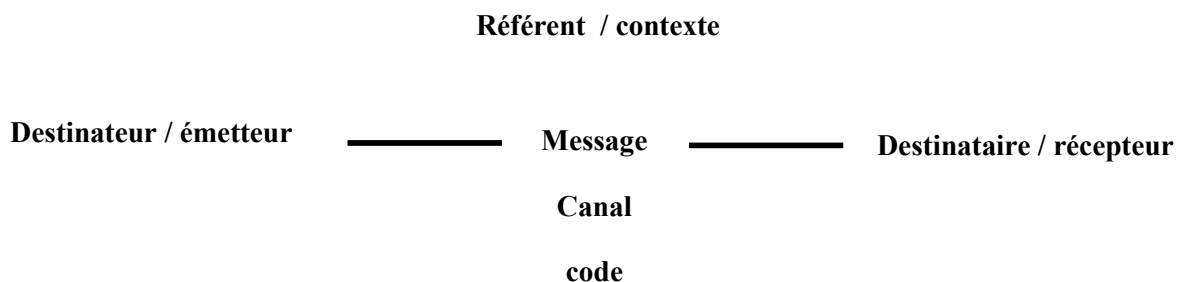 Référent / contexte
Destinateur / émetteur Message Destinataire / récepteur
Canal
code